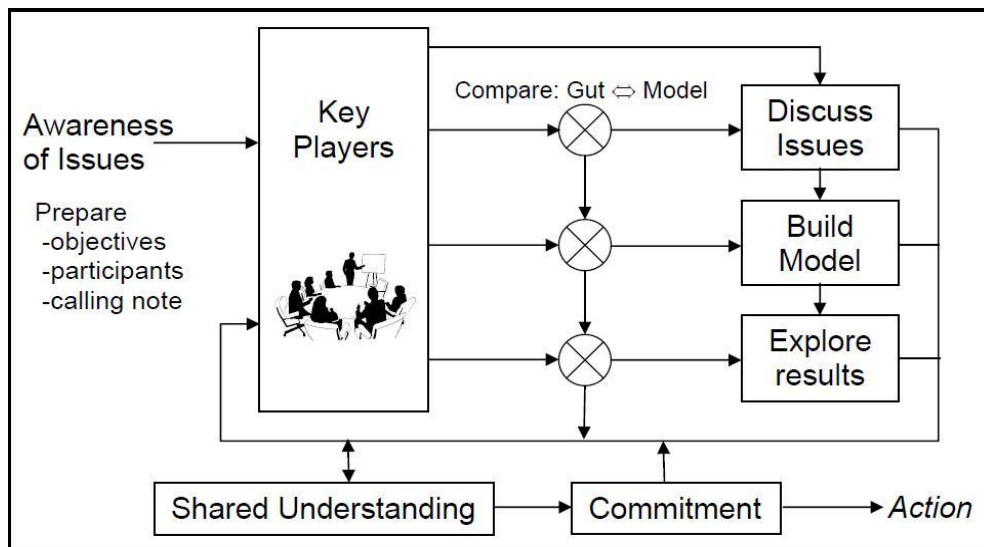 Awareness
of Issues
Prepare
-objectives
-participants
-calling note
Key
Players
Compare: Gut ⇔ Model
Discuss
Issues
Build
Model
Explore
results
Shared Understanding
Commitment
Action